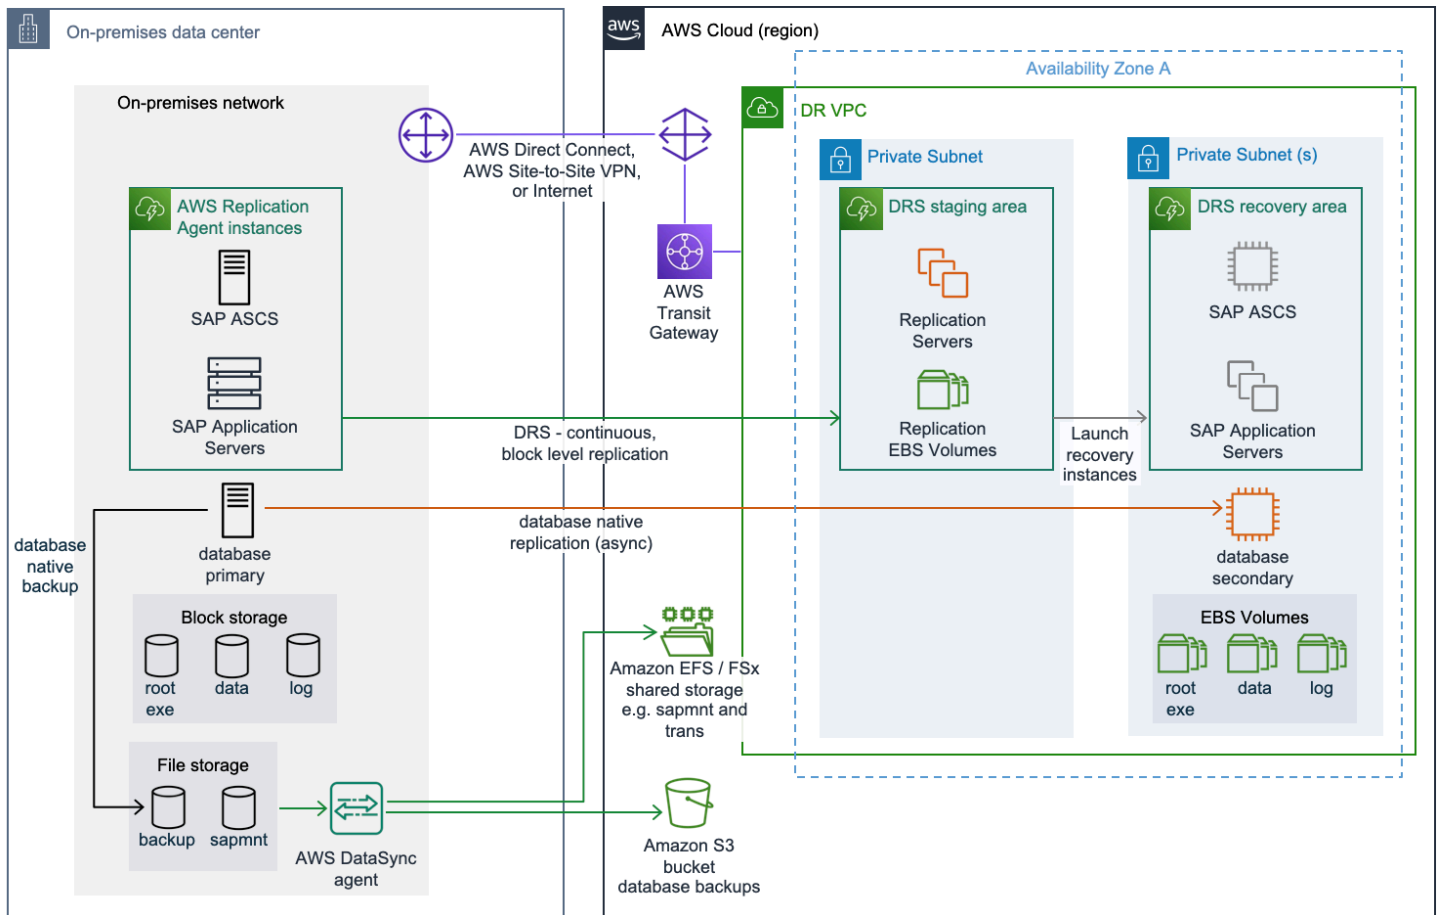 On-premises data center
aws
AWS Cloud (region)
Availability Zone A
On-premises network
DR VPC
AWS Direct Connect,
AWS Site-to-Site VPN,
or Internet
Private Subnet
Private Subnet (s)
AWS Replication
Agent instances
DRS staging area
DRS recovery area
SAP ASCS
AWS
Transit
Gateway
Replication
Servers
SAP ASCS
SAP Application
Servers
DRS - continuous,
block level replication
Replication
EBS Volumes
Launch
recovery
instances
SAP Application
Servers
database
native
backup
database
primary
database native
replication (async)
database
secondary
Block storage
root
exe
data
log
Amazon EFS / FSx
shared storage
e.g. sapmnt and
trans
EBS Volumes
root
exe
data
log
File storage
backup
sapmnt
AWS DataSync
agent
Amazon S3
bucket
database backups